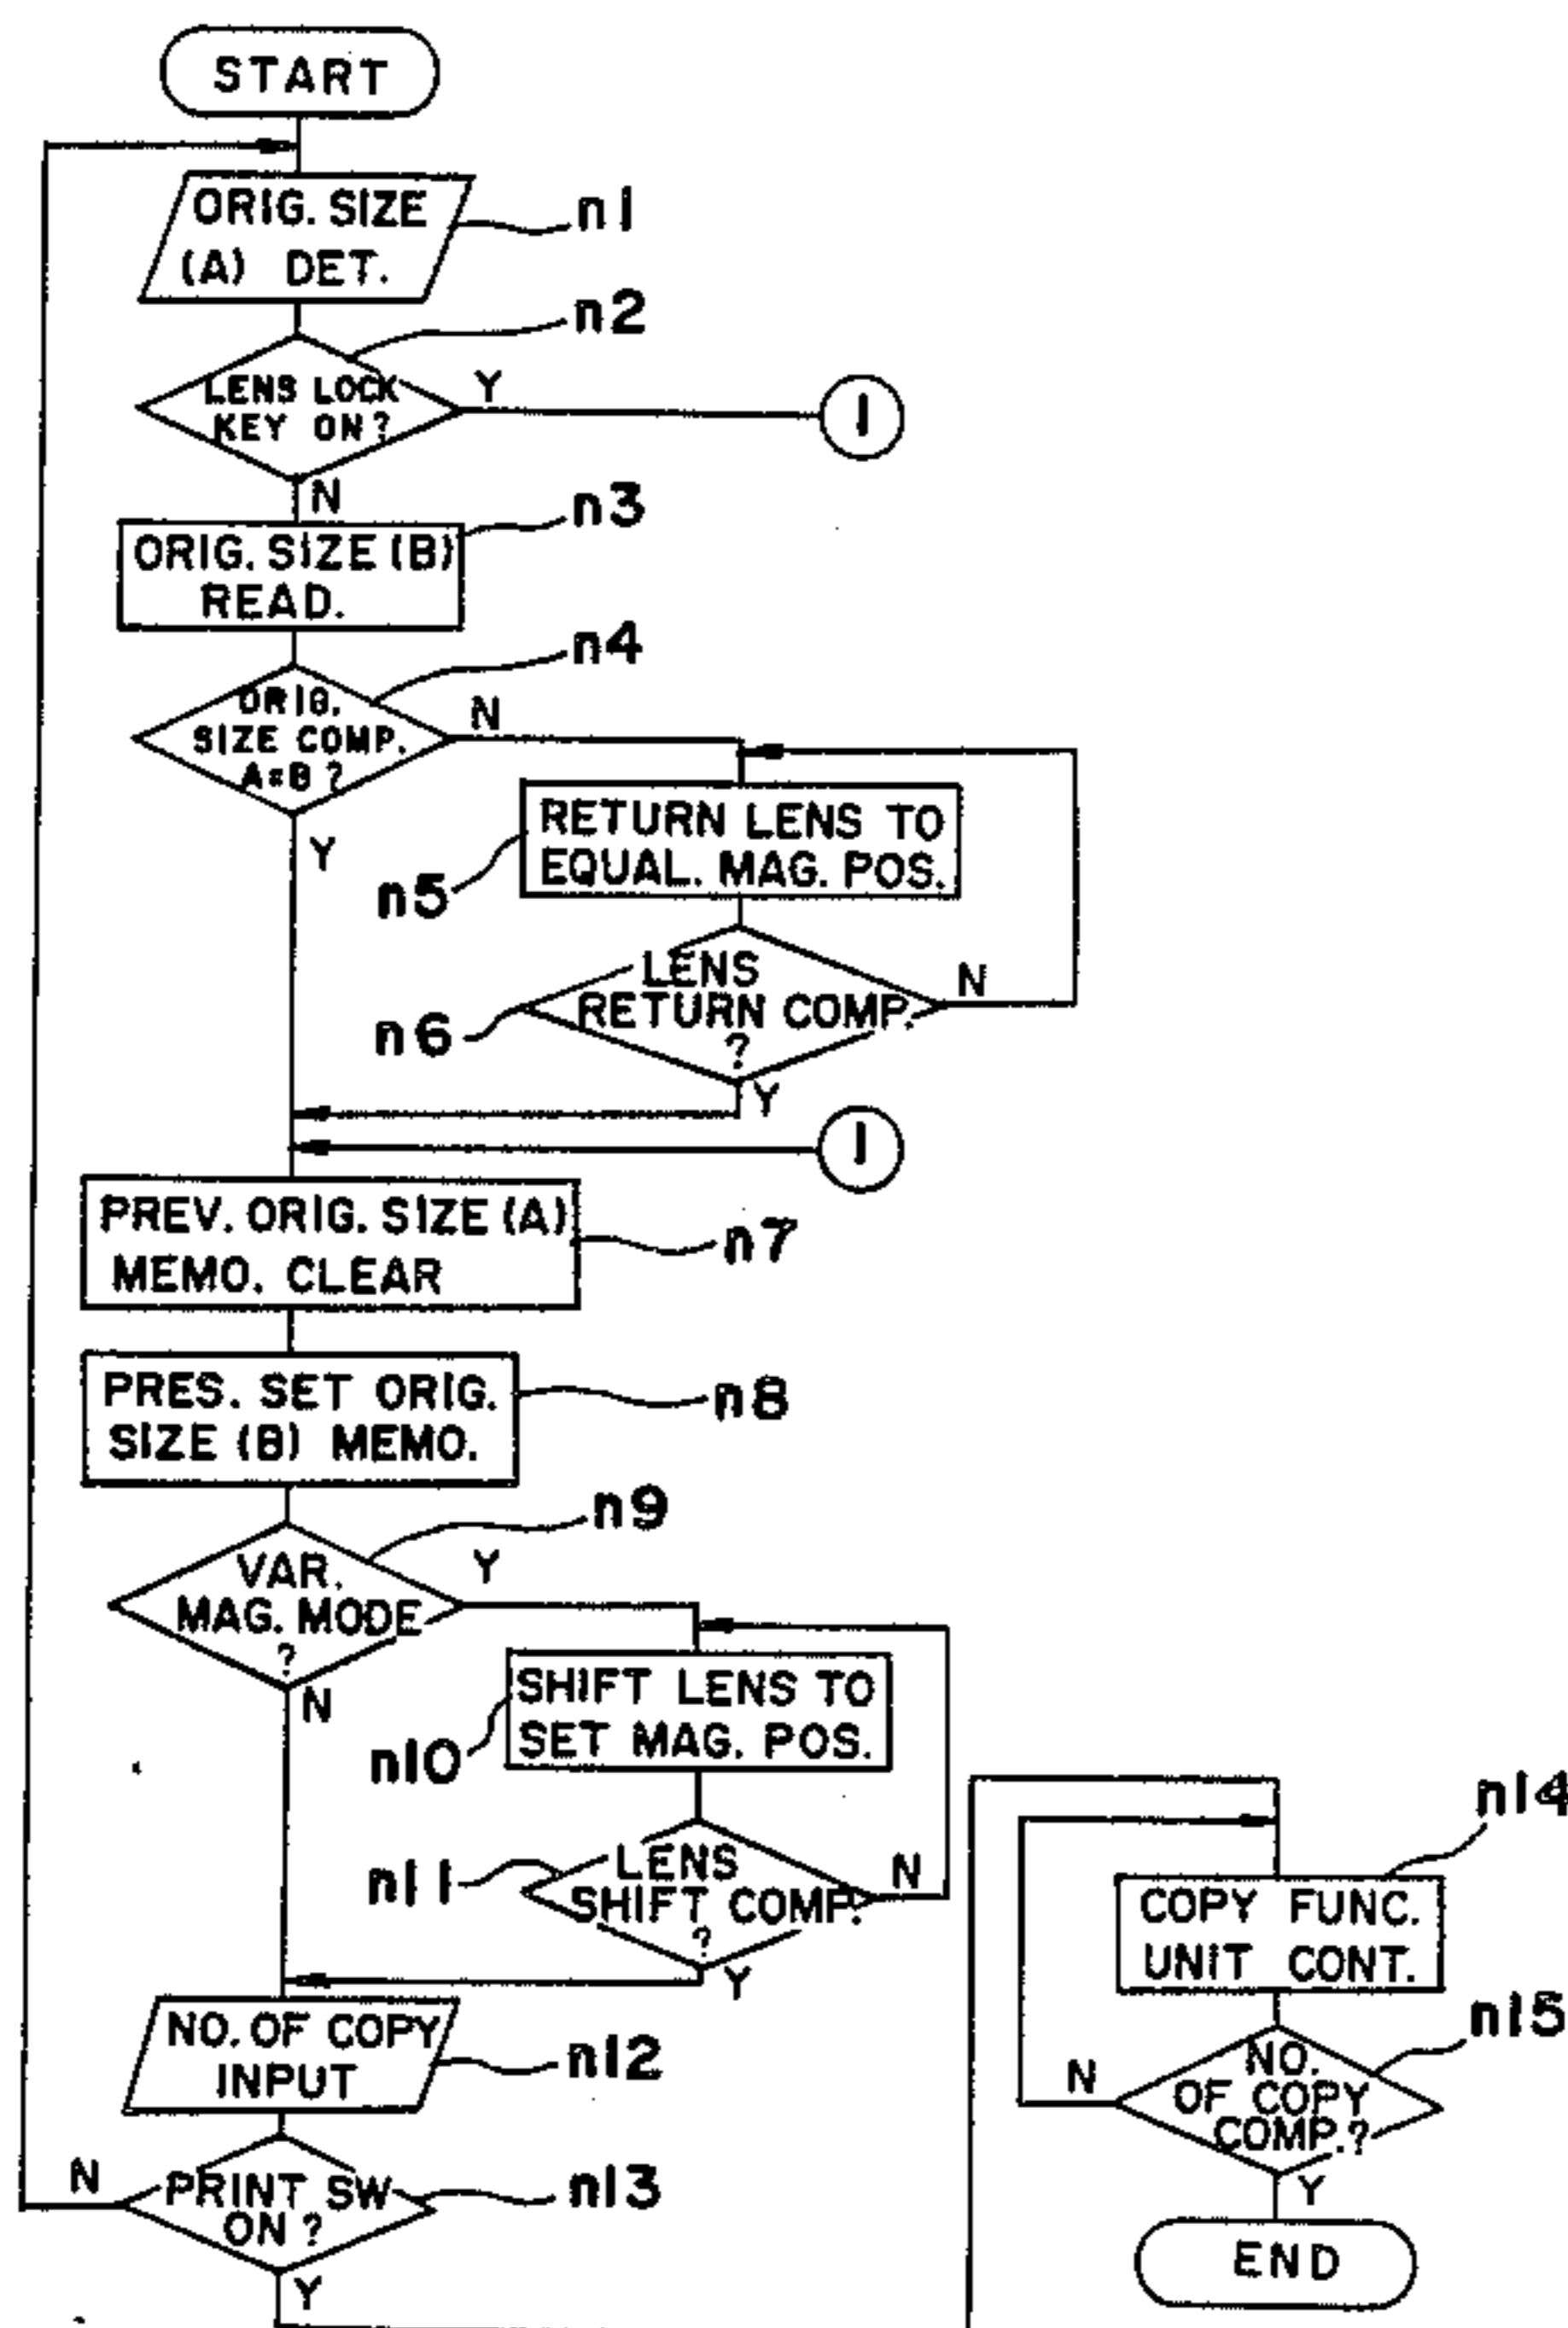 START
ORIG. SIZE
(A) DET.
n1
n2
LENS LOCK
KEY ON?
Y
1
N
n3
ORIG. SIZE (B)
READ.
n4
ORIG.
SIZE COMP.
A=B ?
N
Y
RETURN LENS TO
EQUAL. MAG. POS.
n5
LENS
RETURN COMP.
?
N
n6
Y
1
PREV. ORIG. SIZE (A)
MEMO. CLEAR
n7
PRES. SET ORIG.
SIZE (B) MEMO.
n8
n9
VAR.
MAG. MODE
?
Y
N
SHIFT LENS TO
SET MAG. POS.
n10
LENS
SHIFT COMP.
?
N
n11
Y
NO. OF COPY
INPUT
n12
PRINT SW
ON ?
N
n13
Y
n14
COPY FUNC.
UNIT CONT.
n15
NO.
OF COPY
COMP.?
N
Y
END